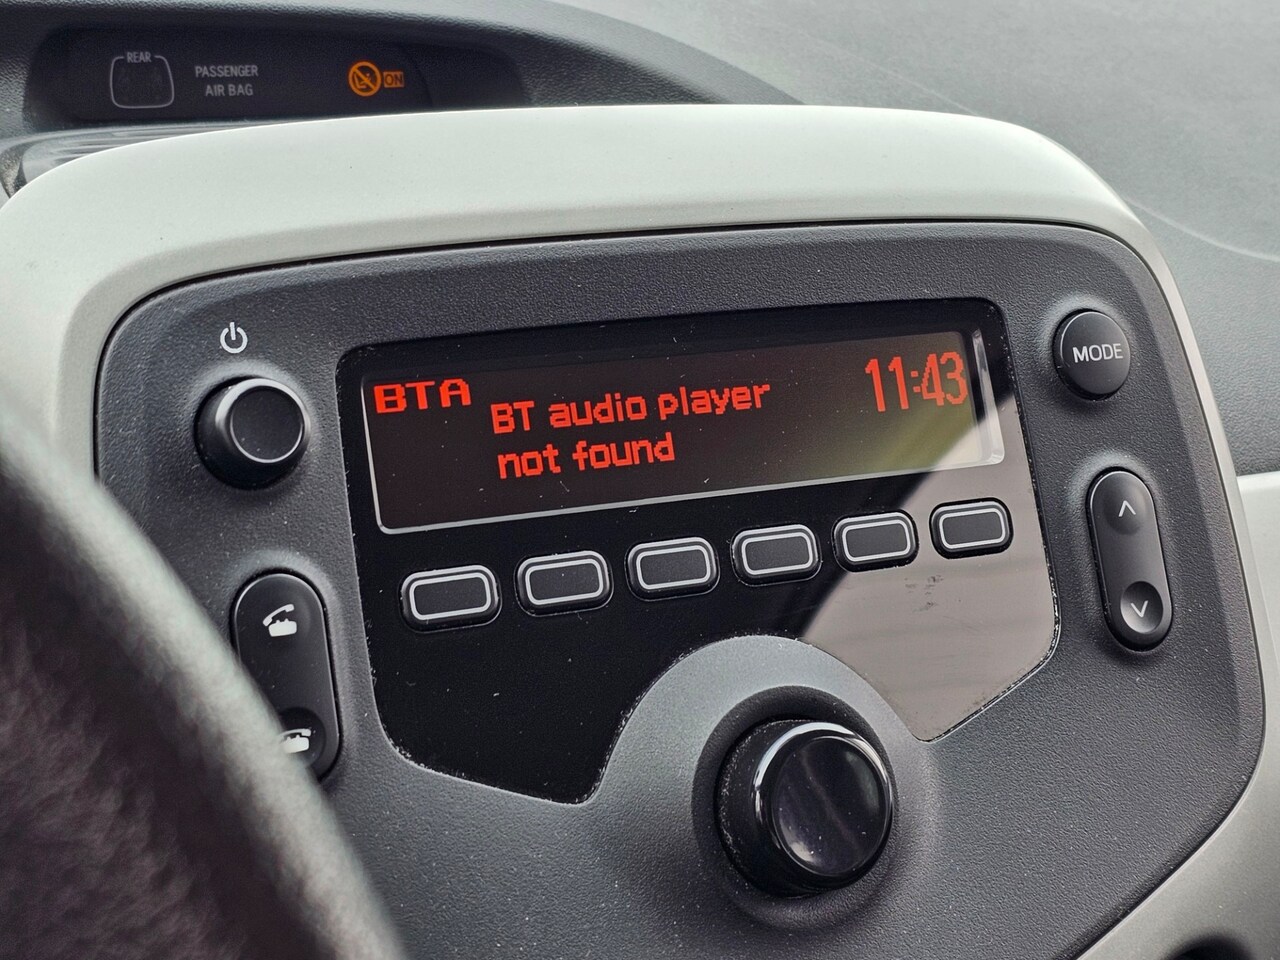 REAR
PASSENGER
AIR BAG
ON
BTA
BT audio player
not found
11:43
MODE